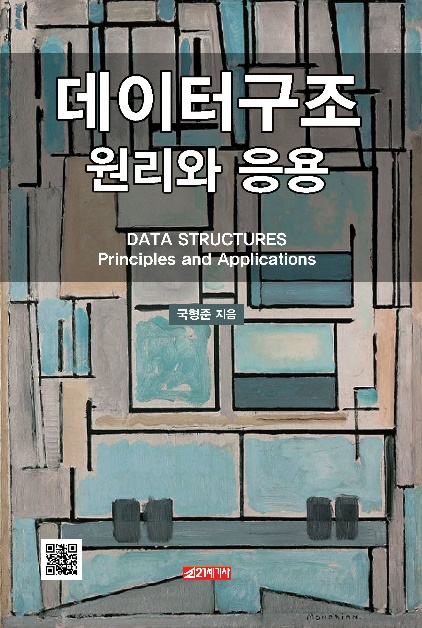 데이터구조
원리와 응용
DATA STRUCTURES
Principles and Applications
국형준 지음
21세기사
MONDRIAN.